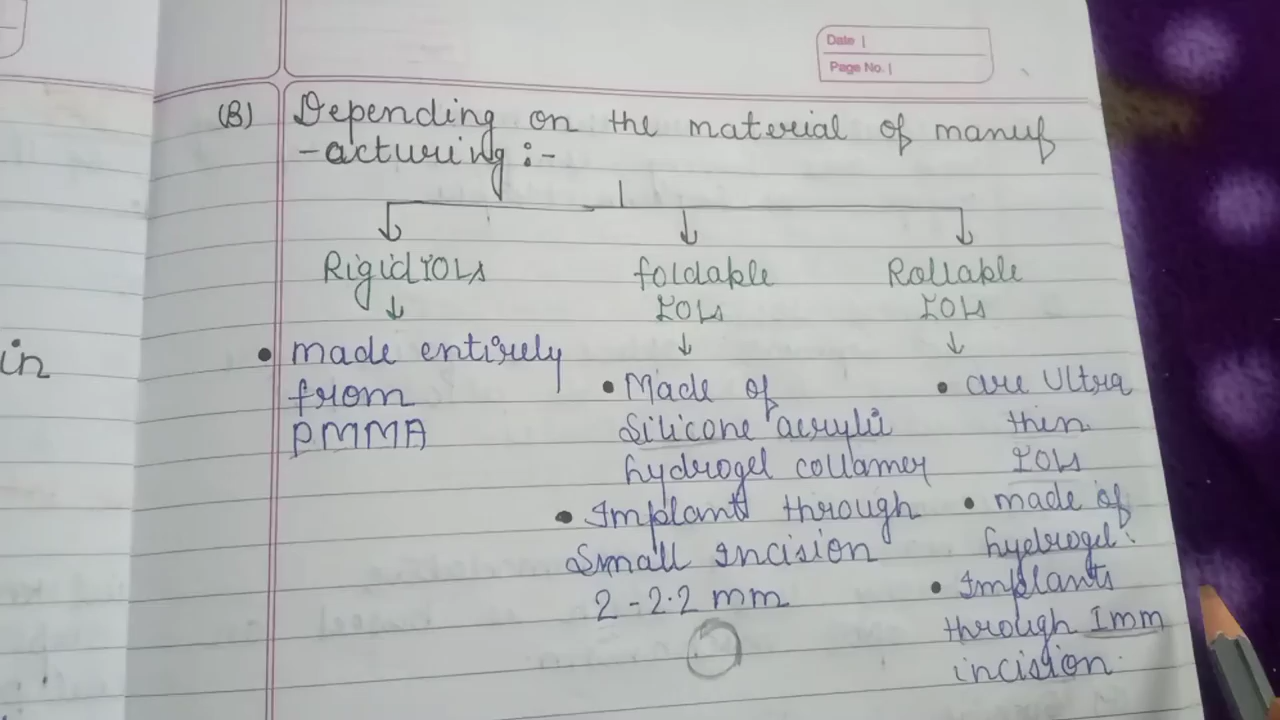 Date |
Page No. |
(B) Depending on the material of manuf
-acturing :-
Rigid IOLs
foldable
IOLs
Rollable
IOLs
in
• made entirely
from
PMMA
• Made of
Silicone acrylic
hydrogel collamer
• Implant through
Small incision
2 - 2.2 mm
• are Ultra
thin
IOLs
• made of
hydrogel.
• Implants
through 1mm
incision.